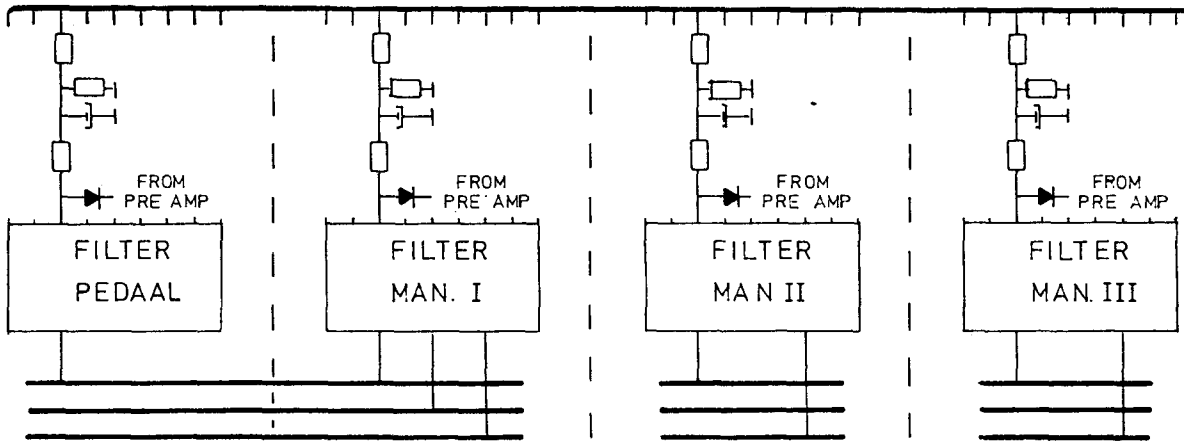 FROM
PRE AMP
FILTER
PEDAAL
FROM
PRE AMP
FILTER
MAN. I
FROM
PRE AMP
FILTER
MAN II
FROM
PRE AMP
FILTER
MAN. III